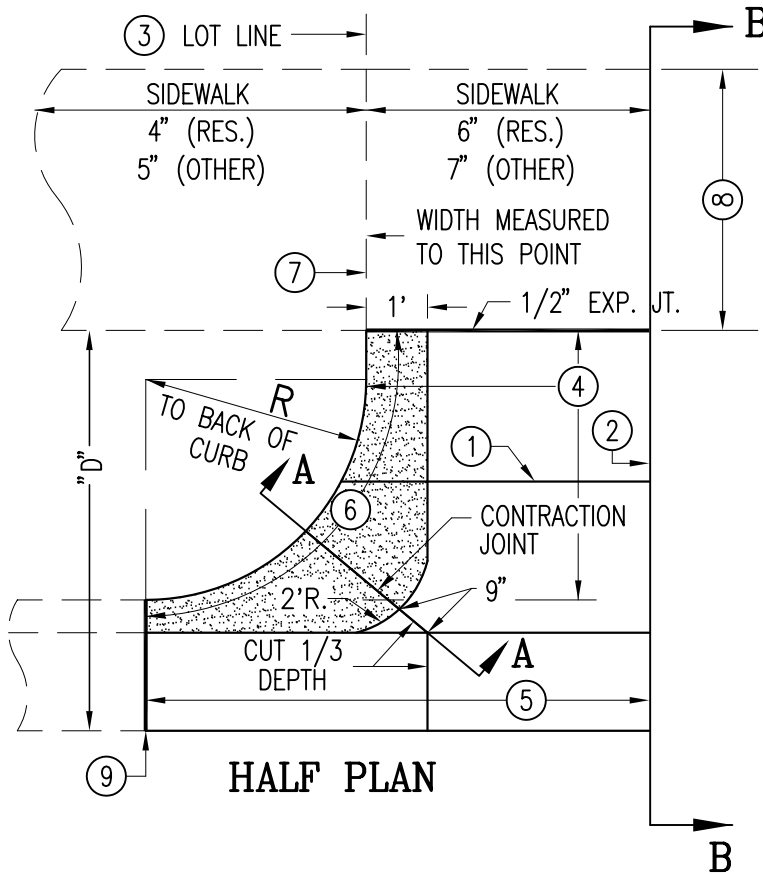 B
③ LOT LINE
SIDEWALK
4" (RES.)
5" (OTHER)
SIDEWALK
6" (RES.)
7" (OTHER)
⑧
WIDTH MEASURED
TO THIS POINT
⑦
1'
1/2" EXP. JT.
R
TO BACK OF
CURB
④
②
①
"D"
A
⑥
CONTRACTION
JOINT
2'R.
9"
CUT 1/3
DEPTH
A
⑤
⑨
HALF PLAN
B